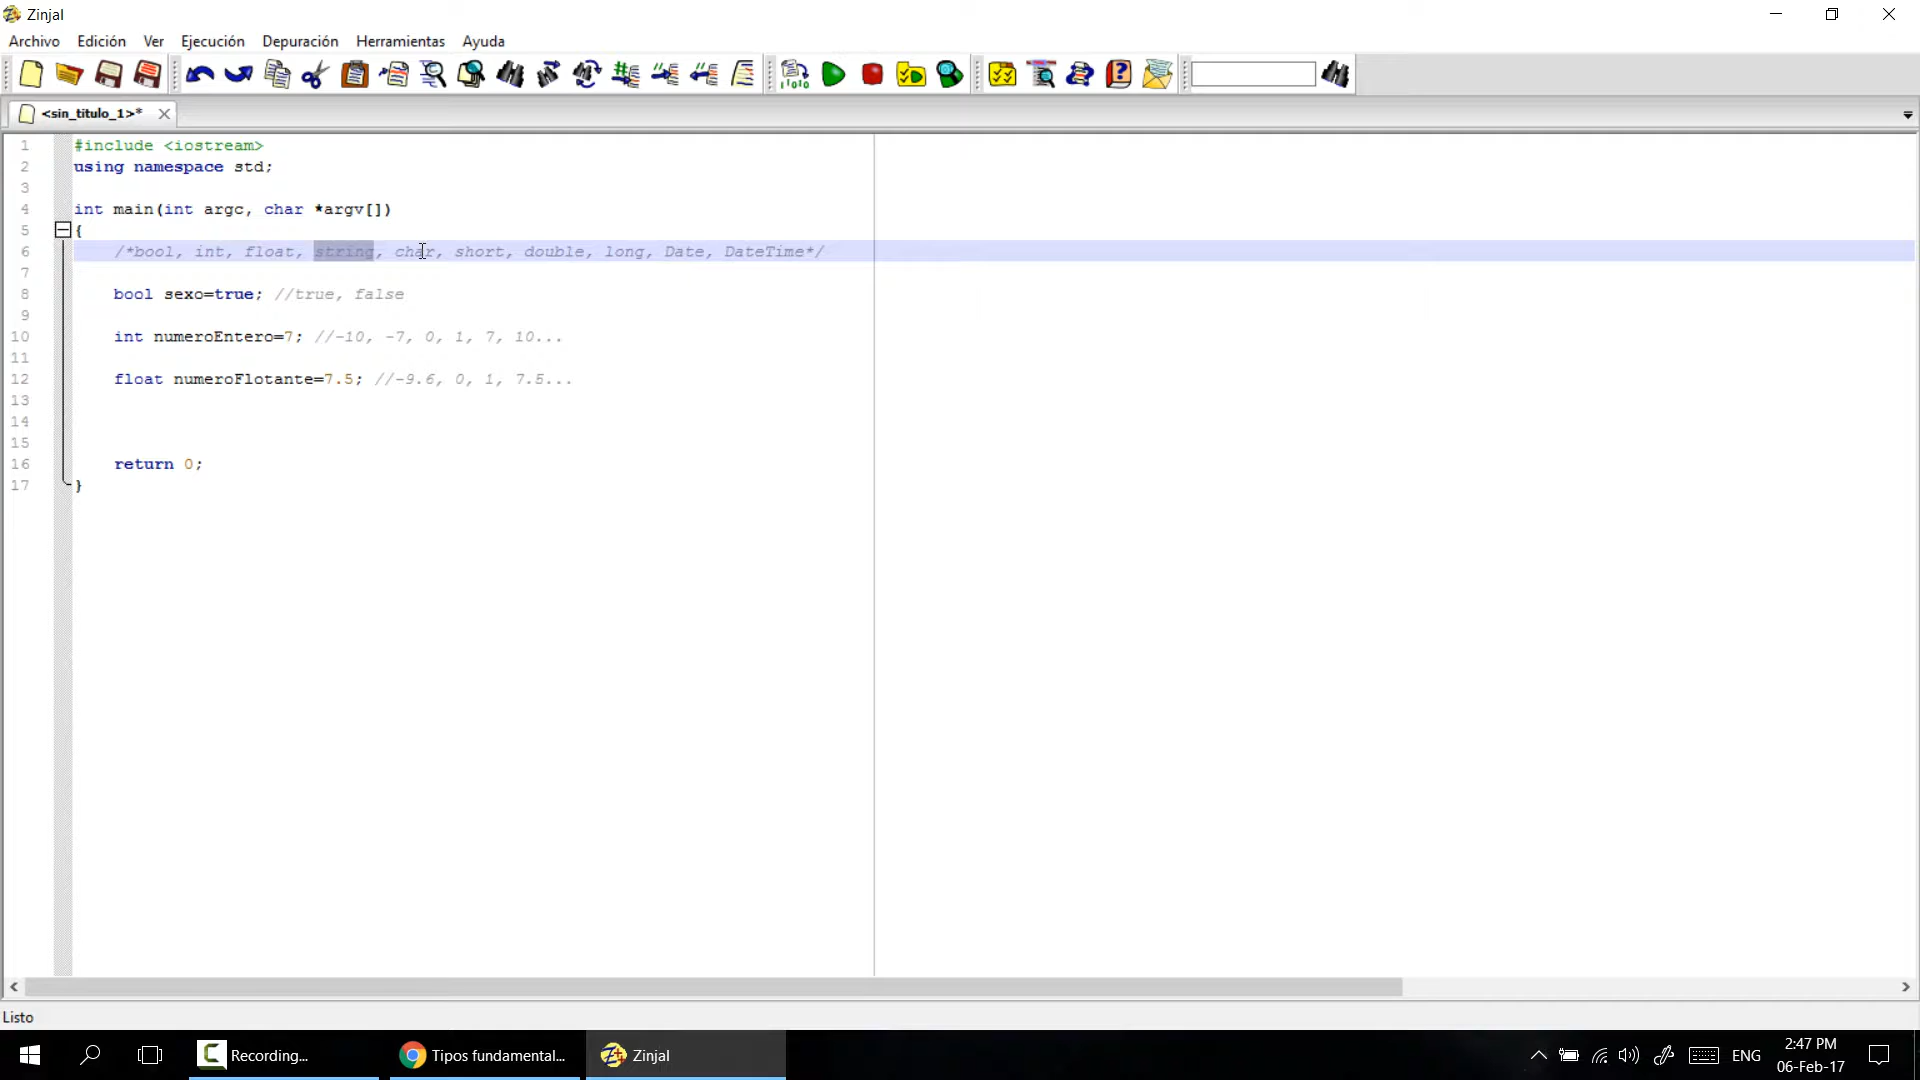 Zinjal
Archivo Edición Ver Ejecución Depuración Herramientas Ayuda
<sin_titulo_1>*
1 #include <iostream>
2 using namespace std;
3
4 int main(int argc, char *argv[])
5 {
6 /*bool, int, float, string, char, short, double, long, Date, DateTime*/
7
8 bool sexo=true; //true, false
9
10 int numeroEntero=7; //-10, -7, 0, 1, 7, 10...
11
12 float numeroFlotante=7.5; //-9.6, 0, 1, 7.5...
13
14
15
16 return 0;
17 }
Listo
Recording... Tipos fundamental... Zinjal ENG 2:47 PM
06-Feb-17